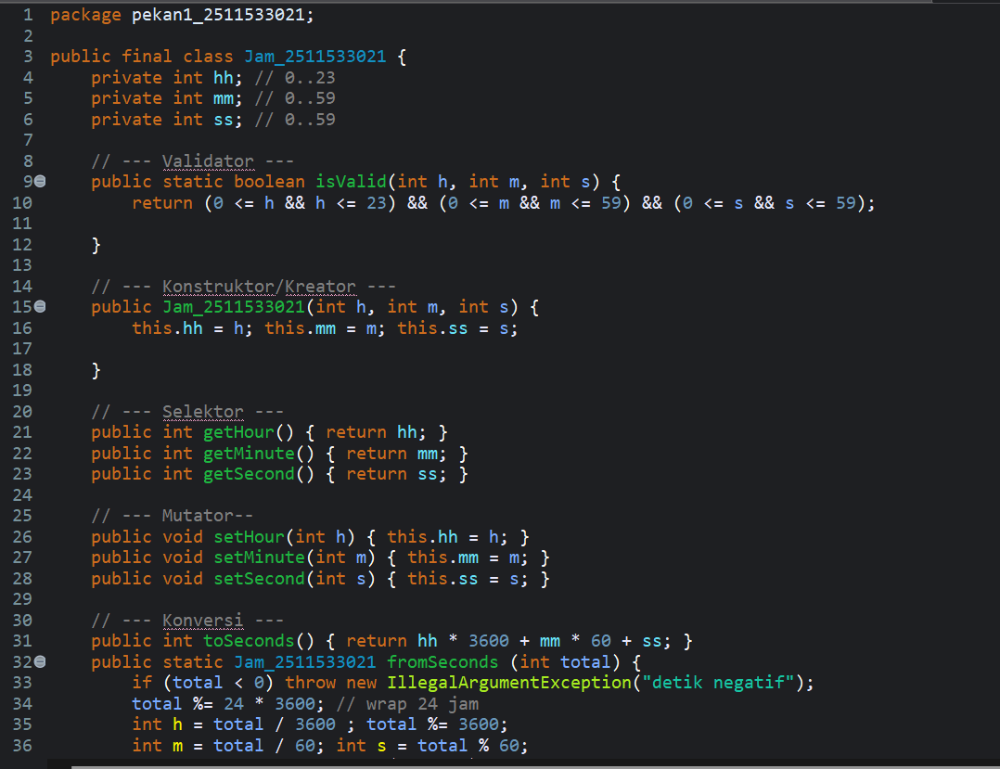 1 package pekan1_2511533021;
2
3 public final class Jam_2511533021 {
4     private int hh; // 0..23
5     private int mm; // 0..59
6     private int ss; // 0..59
7
8     // --- Validator ---
9     public static boolean isValid(int h, int m, int s) {
10         return (0 <= h && h <= 23) && (0 <= m && m <= 59) && (0 <= s && s <= 59);
11
12     }
13
14     // --- Konstruktor/Kreator ---
15     public Jam_2511533021(int h, int m, int s) {
16         this.hh = h; this.mm = m; this.ss = s;
17
18     }
19
20     // --- Selektor ---
21     public int getHour() { return hh; }
22     public int getMinute() { return mm; }
23     public int getSecond() { return ss; }
24
25     // --- Mutator--
26     public void setHour(int h) { this.hh = h; }
27     public void setMinute(int m) { this.mm = m; }
28     public void setSecond(int s) { this.ss = s; }
29
30     // --- Konversi ---
31     public int toSeconds() { return hh * 3600 + mm * 60 + ss; }
32     public static Jam_2511533021 fromSeconds (int total) {
33         if (total < 0) throw new IllegalArgumentException("detik negatif");
34         total %= 24 * 3600; // wrap 24 jam
35         int h = total / 3600 ; total %= 3600;
36         int m = total / 60; int s = total % 60;